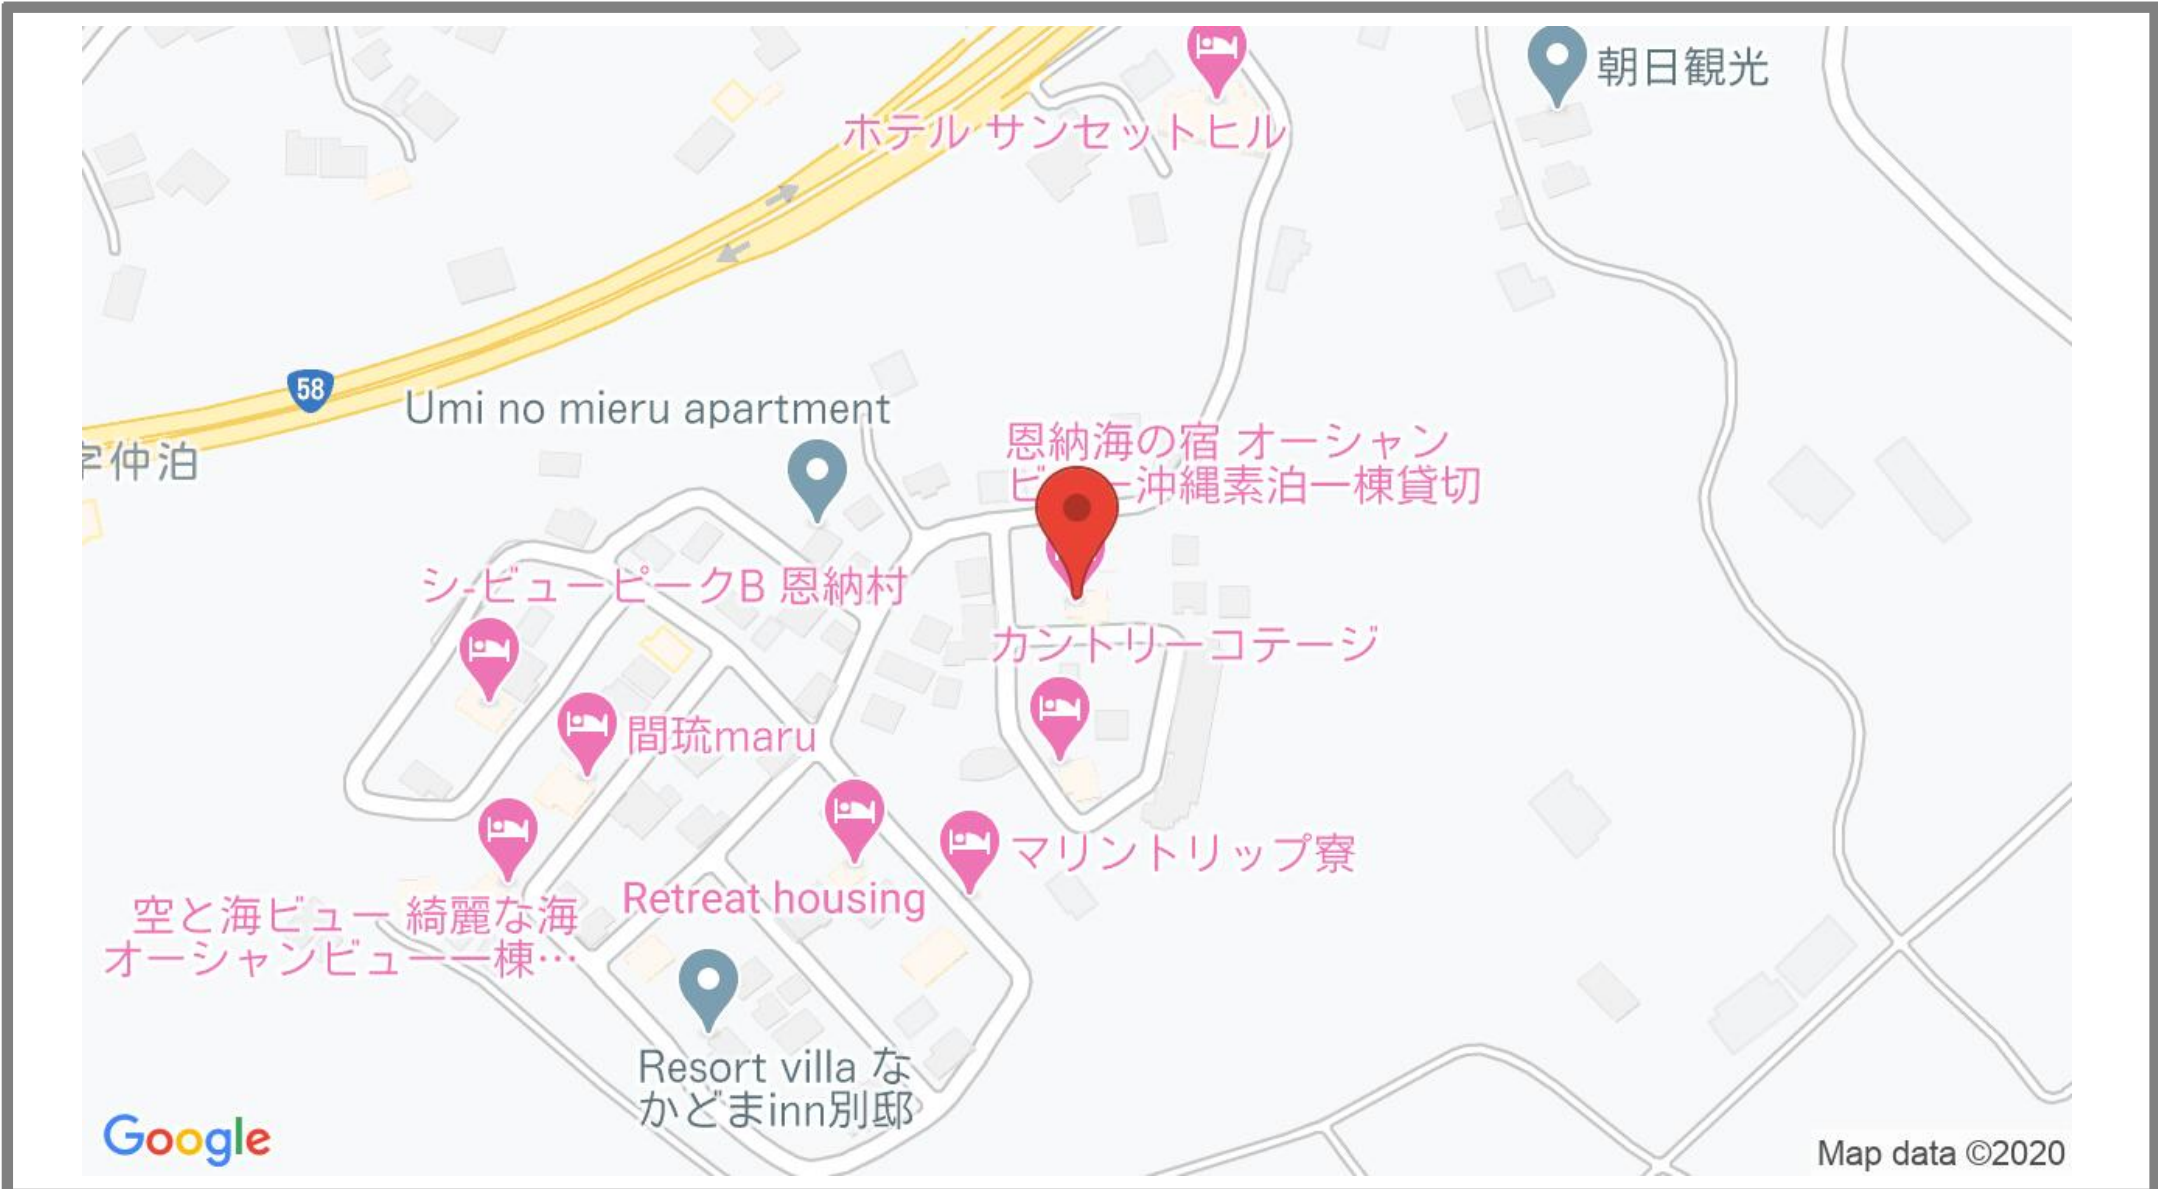 朝日観光
ホテル サンセットヒル
58
Umi no mieru apartment
字仲泊
恩納海の宿 オーシャン
ビュー沖縄素泊一棟貸切
シ-ビューピークB 恩納村
カントリーコテージ
間琉maru
マリントリップ寮
Retreat housing
空と海ビュー 綺麗な海
オーシャンビュー一棟…
Resort villa な
かどまinn別邸
Google
Map data ©2020